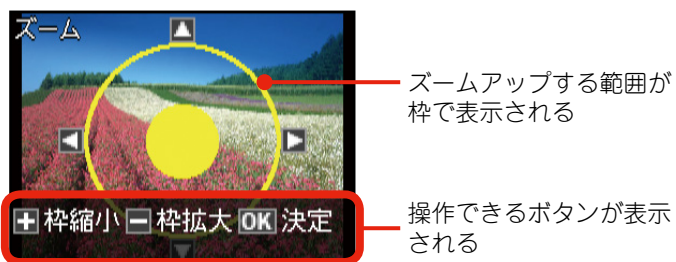 ズーム
ズームアップする範囲が
枠で表示される
+ 枠縮小 - 枠拡大 OK 決定
操作できるボタンが表示
される